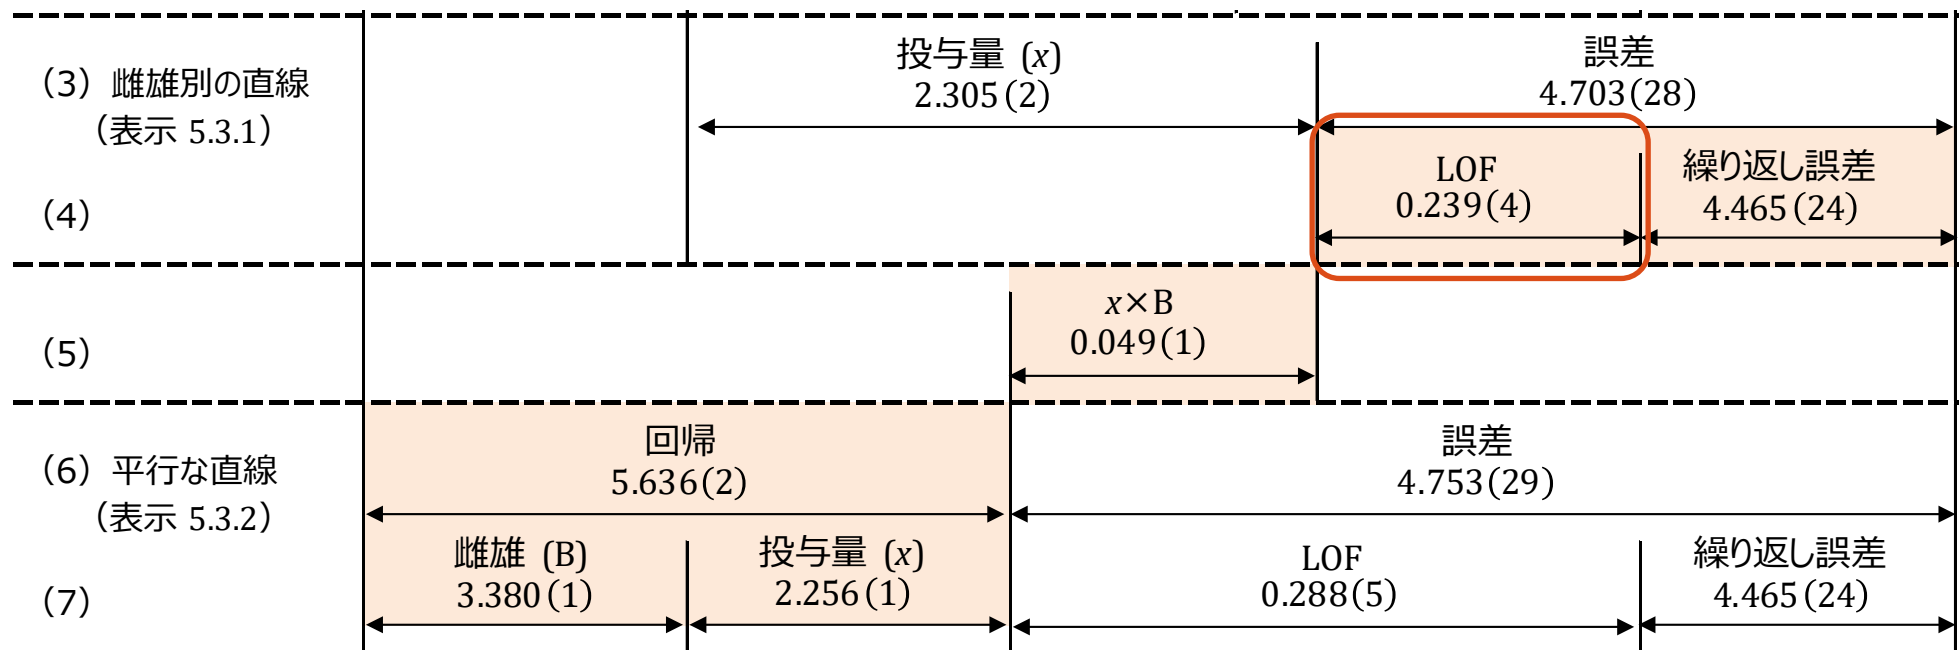 (3) 雌雄別の直線
(表示 5.3.1)
投与量 (x)
2.305(2)
誤差
4.703(28)
(4)
LOF
0.239(4)
繰り返し誤差
4.465(24)
(5)
x×B
0.049(1)
(6) 平行な直線
(表示 5.3.2)
回帰
5.636(2)
誤差
4.753(29)
(7)
雌雄 (B)
3.380(1)
投与量 (x)
2.256(1)
LOF
0.288(5)
繰り返し誤差
4.465(24)